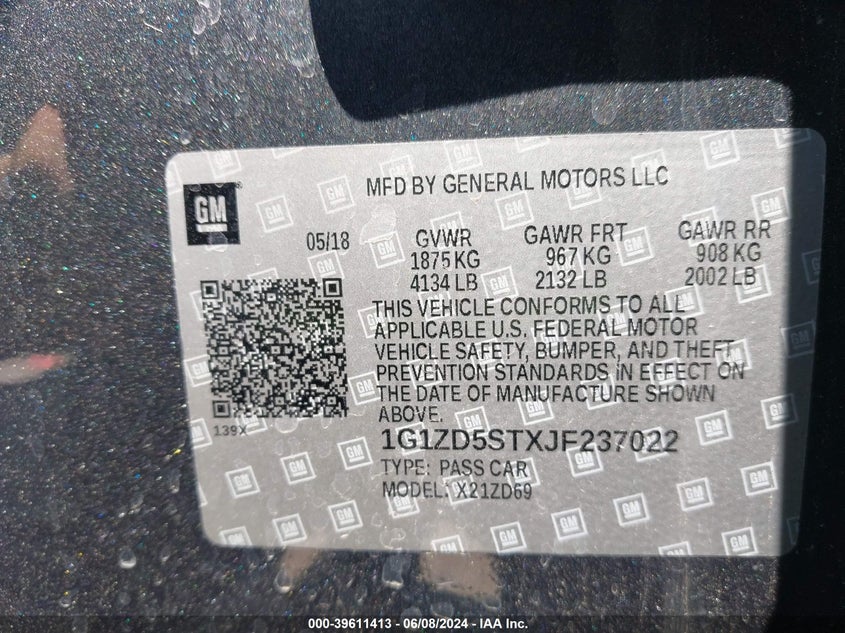 GM
MFD BY GENERAL MOTORS LLC
05/18
GVWR
1875 KG
4134 LB
GAWR FRT
967 KG
2132 LB
GAWR RR
908 KG
2002 LB
THIS VEHICLE CONFORMS TO ALL
APPLICABLE U.S. FEDERAL MOTOR
VEHICLE SAFETY, BUMPER, AND THEFT
PREVENTION STANDARDS IN EFFECT ON
THE DATE OF MANUFACTURE SHOWN
ABOVE.
139X
1G1ZD5STXJF237022
TYPE: PASS CAR
MODEL: X21ZD69
000-39611413 - 06/08/2024 - IAA Inc.